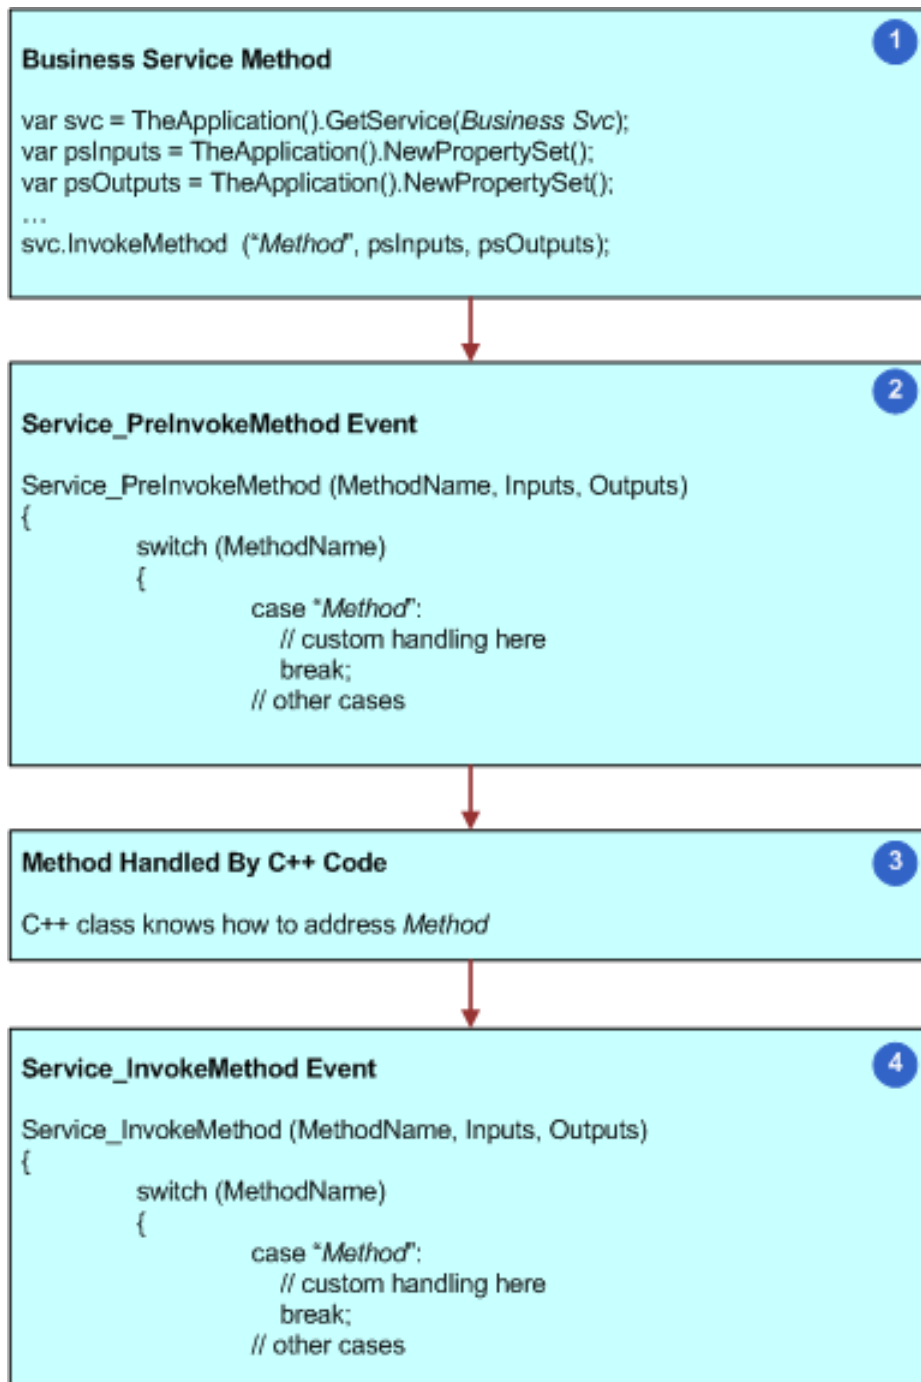 1
Business Service Method
var svc = TheApplication().GetService(Business Svc);
var psInputs = TheApplication().NewPropertySet();
var psOutputs = TheApplication().NewPropertySet();
…
svc.InvokeMethod  (“Method”, psInputs, psOutputs);
2
Service_PreInvokeMethod Event
Service_PreInvokeMethod (MethodName, Inputs, Outputs)
{
switch (MethodName)
{
case “Method”:
// custom handling here
break;
// other cases
3
Method Handled By C++ Code
C++ class knows how to address Method
4
Service_InvokeMethod Event
Service_InvokeMethod (MethodName, Inputs, Outputs)
{
switch (MethodName)
{
case “Method”:
// custom handling here
break;
// other cases